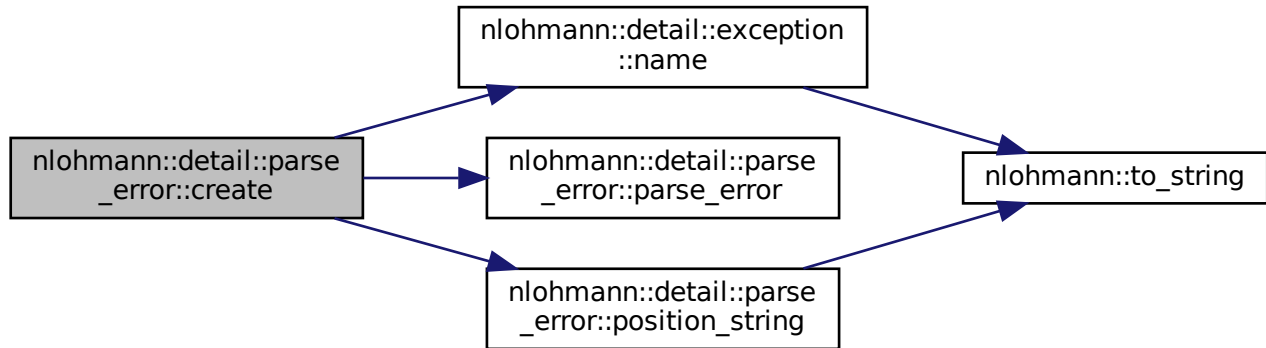 nlohmann::detail::exception
::name
nlohmann::detail::parse
_error::create
nlohmann::detail::parse
_error::parse_error
nlohmann::to_string
nlohmann::detail::parse
_error::position_string